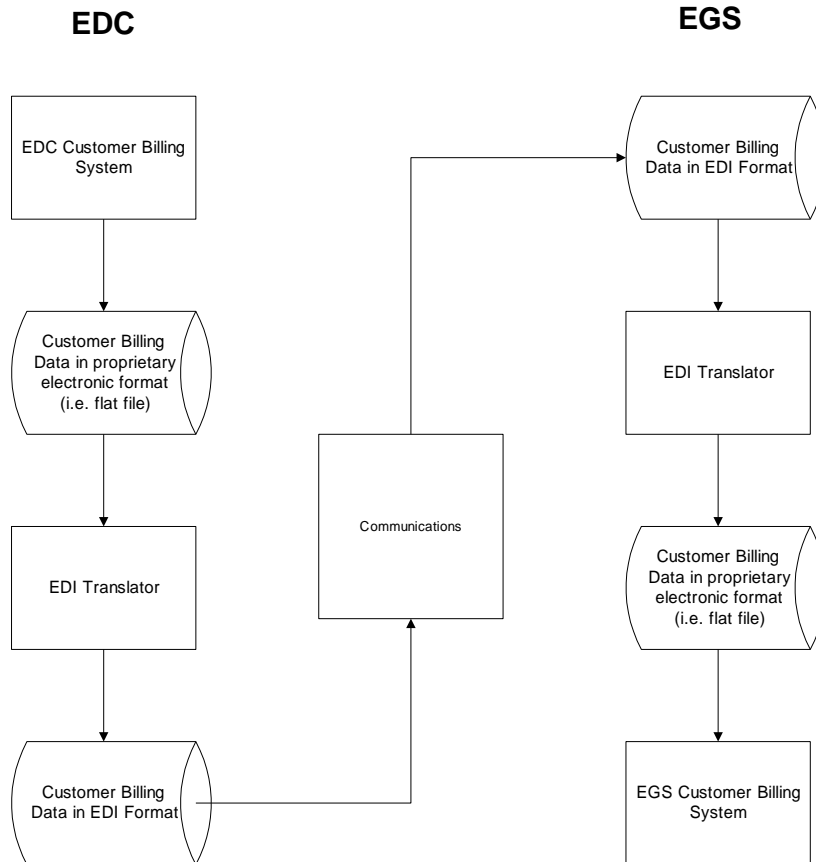 EDC
EGS
EDC Customer Billing
System
Customer Billing
Data in proprietary
electronic format
(i.e. flat file)
EDI Translator
Customer Billing
Data in EDI Format
Communications
Customer Billing
Data in EDI Format
EDI Translator
Customer Billing
Data in proprietary
electronic format
(i.e. flat file)
EGS Customer Billing
System